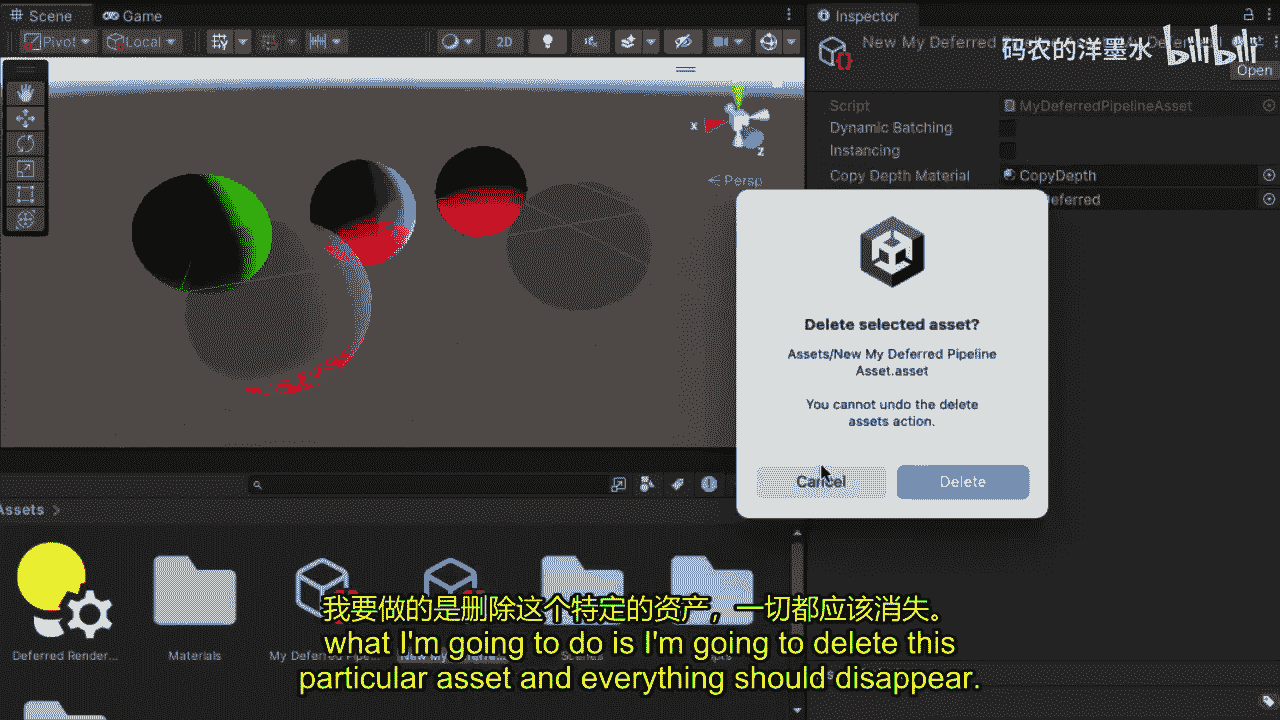 Scene
Game
Inspector
Pivot
Local
2D
New My Deferred
码农的洋墨水
bilibili
Open
Script
MyDeferredPipelineAsset
Dynamic Batching
Instancing
Copy Depth Material
CopyDepth
eferred
x
z
Persp
Delete selected asset?
Assets/New My Deferred Pipeline
Asset.asset
You cannot undo the delete
assets action.
Cancel
Delete
Assets
Deferred Render...
Materials
我要做的是删除这个特定的资产，一切都应该消失。
what I'm going to do is I'm going to delete this
particular asset and everything should disappear.